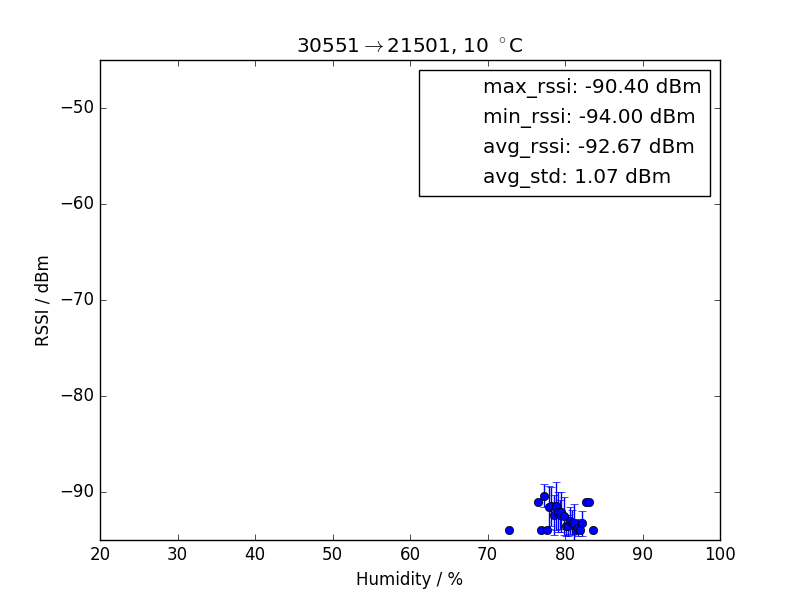 30551→21501, 10 °C
max_rssi: -90.40 dBm
min_rssi: -94.00 dBm
avg_rssi: -92.67 dBm
avg_std: 1.07 dBm
RSSI / dBm
−50
−60
−70
−80
−90
20 30 40 50 60 70 80 90 100
Humidity / %